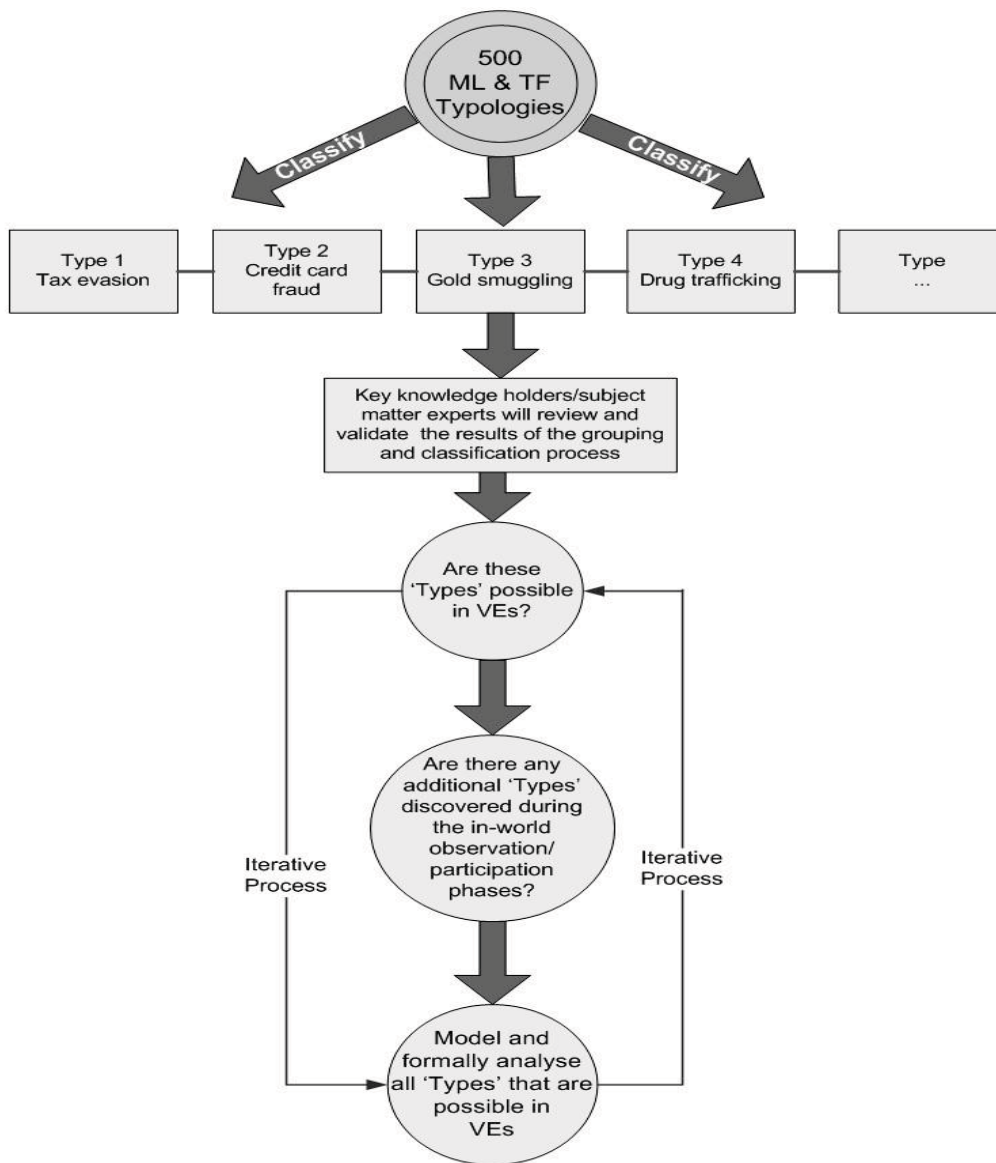 500
ML & TF
Typologies
Classify
Classify
Type 1
Tax evasion
Type 2
Credit card
fraud
Type 3
Gold smuggling
Type 4
Drug trafficking
Type
...
Key knowledge holders/subject
matter experts will review and
validate the results of the grouping
and classification process
Are these
‘Types’ possible
in VEs?
Are there any
additional ‘Types’
discovered during
the in-world
observation/
participation
phases?
Iterative
Process
Iterative
Process
Model and
formally analyse
all ‘Types’ that are
possible in
VEs